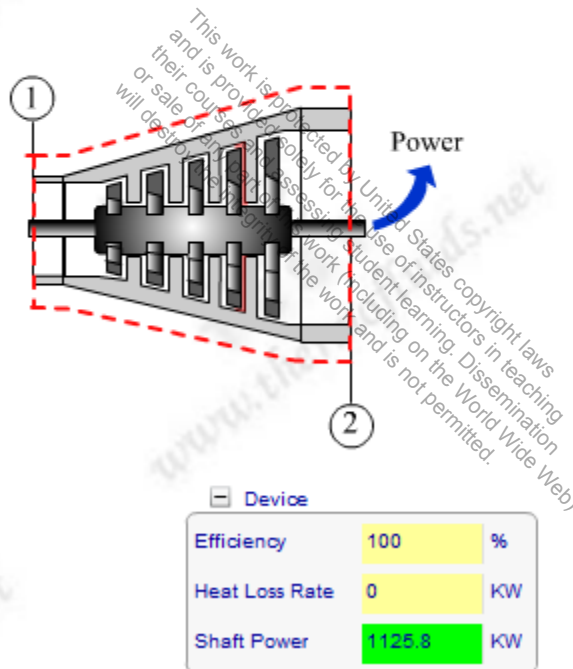 This work is protected by United States copyright laws
and is provided solely for the use of instructors in teaching
their courses and assessing student learning. Dissemination
or sale of any part of this work (including on the World Wide Web)
will destroy the integrity of the work and is not permitted.
1
Power
2
Device
Efficiency 100 %
Heat Loss Rate 0 KW
Shaft Power 1125.8 KW